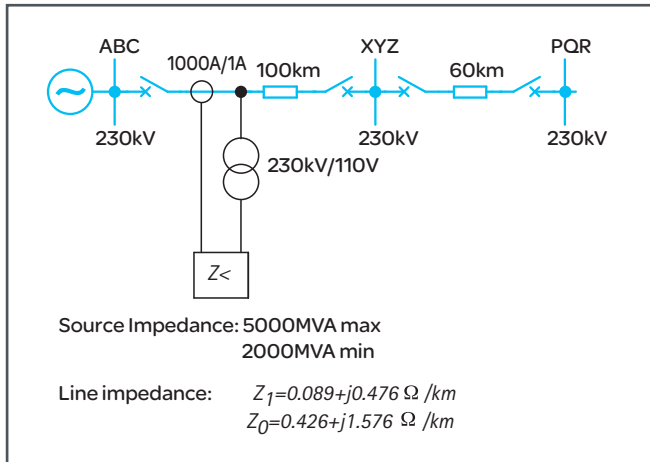 ABC
XYZ
PQR
1000A/1A
100km
60km
230kV
230kV
230kV
230kV/110V
Z<
Source Impedance: 5000MVA max
2000MVA min
Line impedance: Z1=0.089+j0.476 Ω /km
Z0=0.426+j1.576 Ω /km